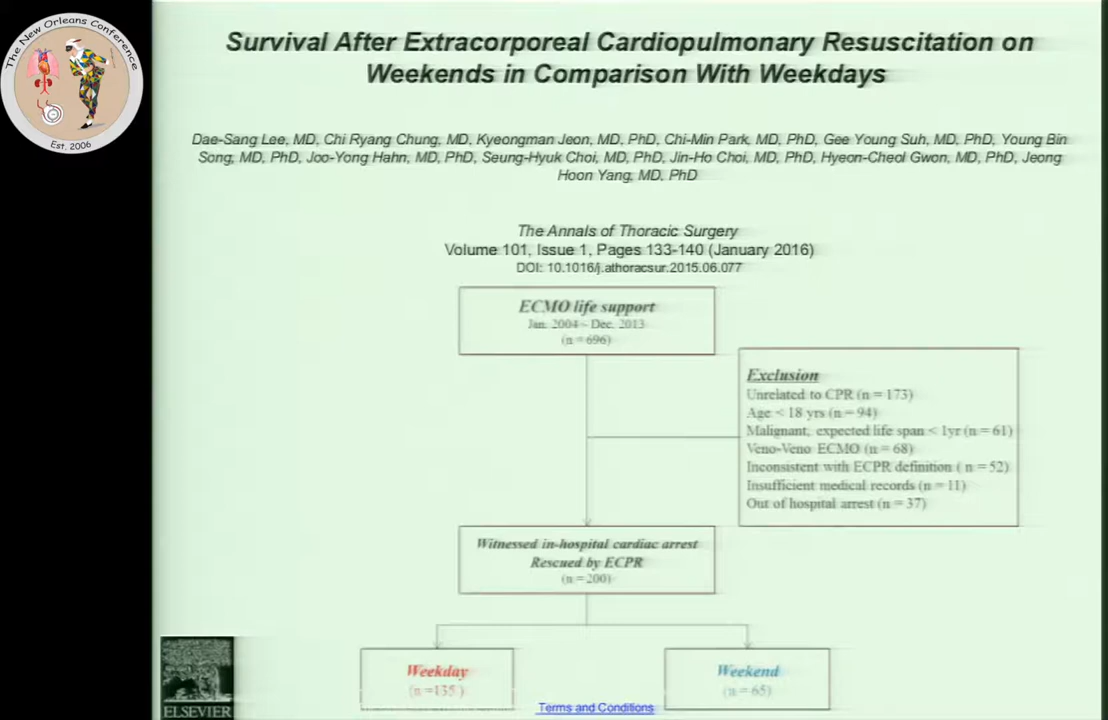 The New Orleans Conference
Est. 2006
Survival After Extracorporeal Cardiopulmonary Resuscitation on
Weekends in Comparison With Weekdays
Dae-Sang Lee, MD, Chi Ryang Chung, MD, Kyeongman Jeon, MD, PhD, Chi-Min Park, MD, PhD, Gee Young Suh, MD, PhD, Young Bin
Song, MD, PhD, Joo-Yong Hahn, MD, PhD, Seung-Hyuk Choi, MD, PhD, Jin-Ho Choi, MD, PhD, Hyeon-Cheol Gwon, MD, PhD, Jeong
Hoon Yang, MD, PhD
The Annals of Thoracic Surgery
Volume 101, Issue 1, Pages 133-140 (January 2016)
DOI: 10.1016/j.athoracsur.2015.06.077
ECMO life support
Jan. 2004 ~ Dec. 2013
(n = 696)
Exclusion
Unrelated to CPR (n = 173)
Age < 18 yrs (n = 94)
Malignant, expected life span < 1yr (n = 61)
Veno-Veno ECMO (n = 68)
Inconsistent with ECPR definition ( n = 52)
Insufficient medical records (n = 11)
Out of hospital arrest (n = 37)
Witnessed in-hospital cardiac arrest
Rescued by ECPR
(n = 200)
Weekday
(n =135 )
Weekend
(n = 65)
ELSEVIER
Terms and Conditions